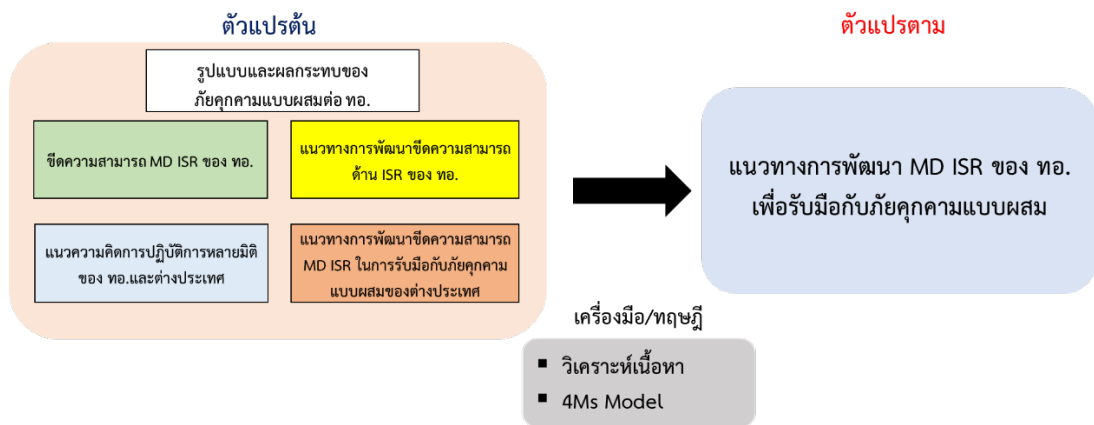 ตัวแปรต้น
ตัวแปรตาม
รูปแบบและผลกระทบของ
ภัยคุกคามแบบผสมต่อ ทอ.
ขีดความสามารถ MD ISR ของ ทอ.
แนวทางการพัฒนาขีดความสามารถ
ด้าน ISR ของ ทอ.
แนวความคิดการปฏิบัติการหลายมิติ
ของ ทอ.และต่างประเทศ
แนวทางการพัฒนาขีดความสามารถ
MD ISR ในการรับมือกับภัยคุกคาม
แบบผสมของต่างประเทศ
แนวทางการพัฒนา MD ISR ของ ทอ.
เพื่อรับมือกับภัยคุกคามแบบผสม
เครื่องมือ/ทฤษฎี
▪ วิเคราะห์เนื้อหา
▪ 4Ms Model